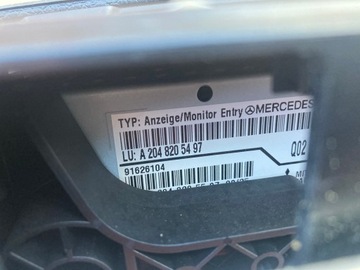 TYP: Anzeige/Monitor Entry MERCEDES
LU: A 204 820 54 97
Q02
91626104